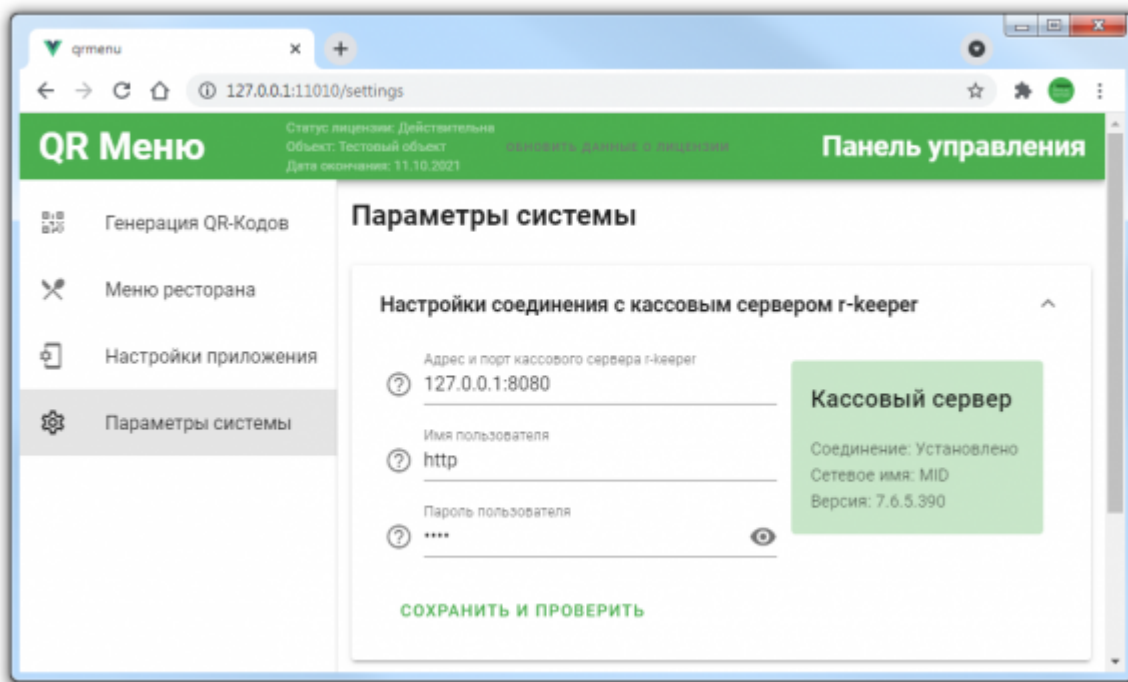 qrmenu
127.0.0.1:11010/settings
QR Меню
Статус лицензии: Действительна
Объект: Тестовый объект
Дата окончания: 11.10.2021
ОБНОВИТЬ ДАННЫЕ О ЛИЦЕНЗИИ
Панель управления
Генерация QR-Кодов
Меню ресторана
Настройки приложения
Параметры системы
Параметры системы
Настройки соединения с кассовым сервером r-keeper
Адрес и порт кассового сервера r-keeper
127.0.0.1:8080
Имя пользователя
http
Пароль пользователя
••••
СОХРАНИТЬ И ПРОВЕРИТЬ
Кассовый сервер
Соединение: Установлено
Сетевое имя: MID
Версия: 7.6.5.390